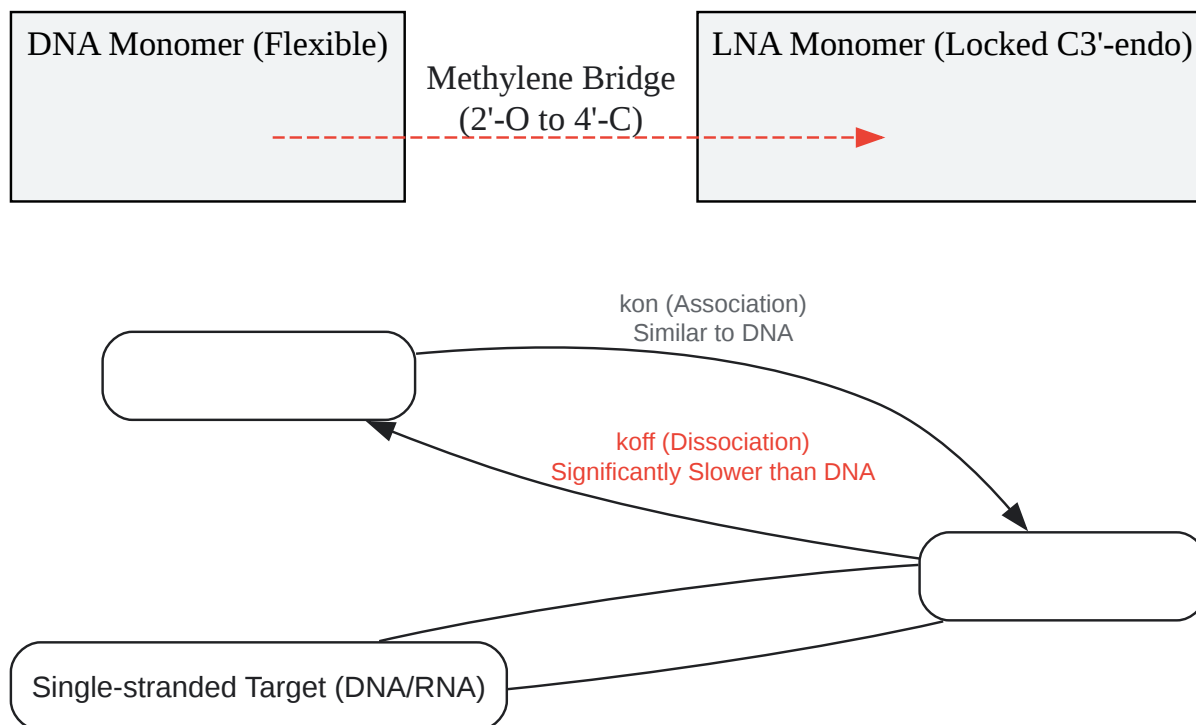 DNA Monomer (Flexible)
LNA Monomer (Locked C3'-endo)
Methylene Bridge
(2'-O to 4'-C)
kon (Association)
Similar to DNA
koff (Dissociation)
Significantly Slower than DNA
Single-stranded Target (DNA/RNA)